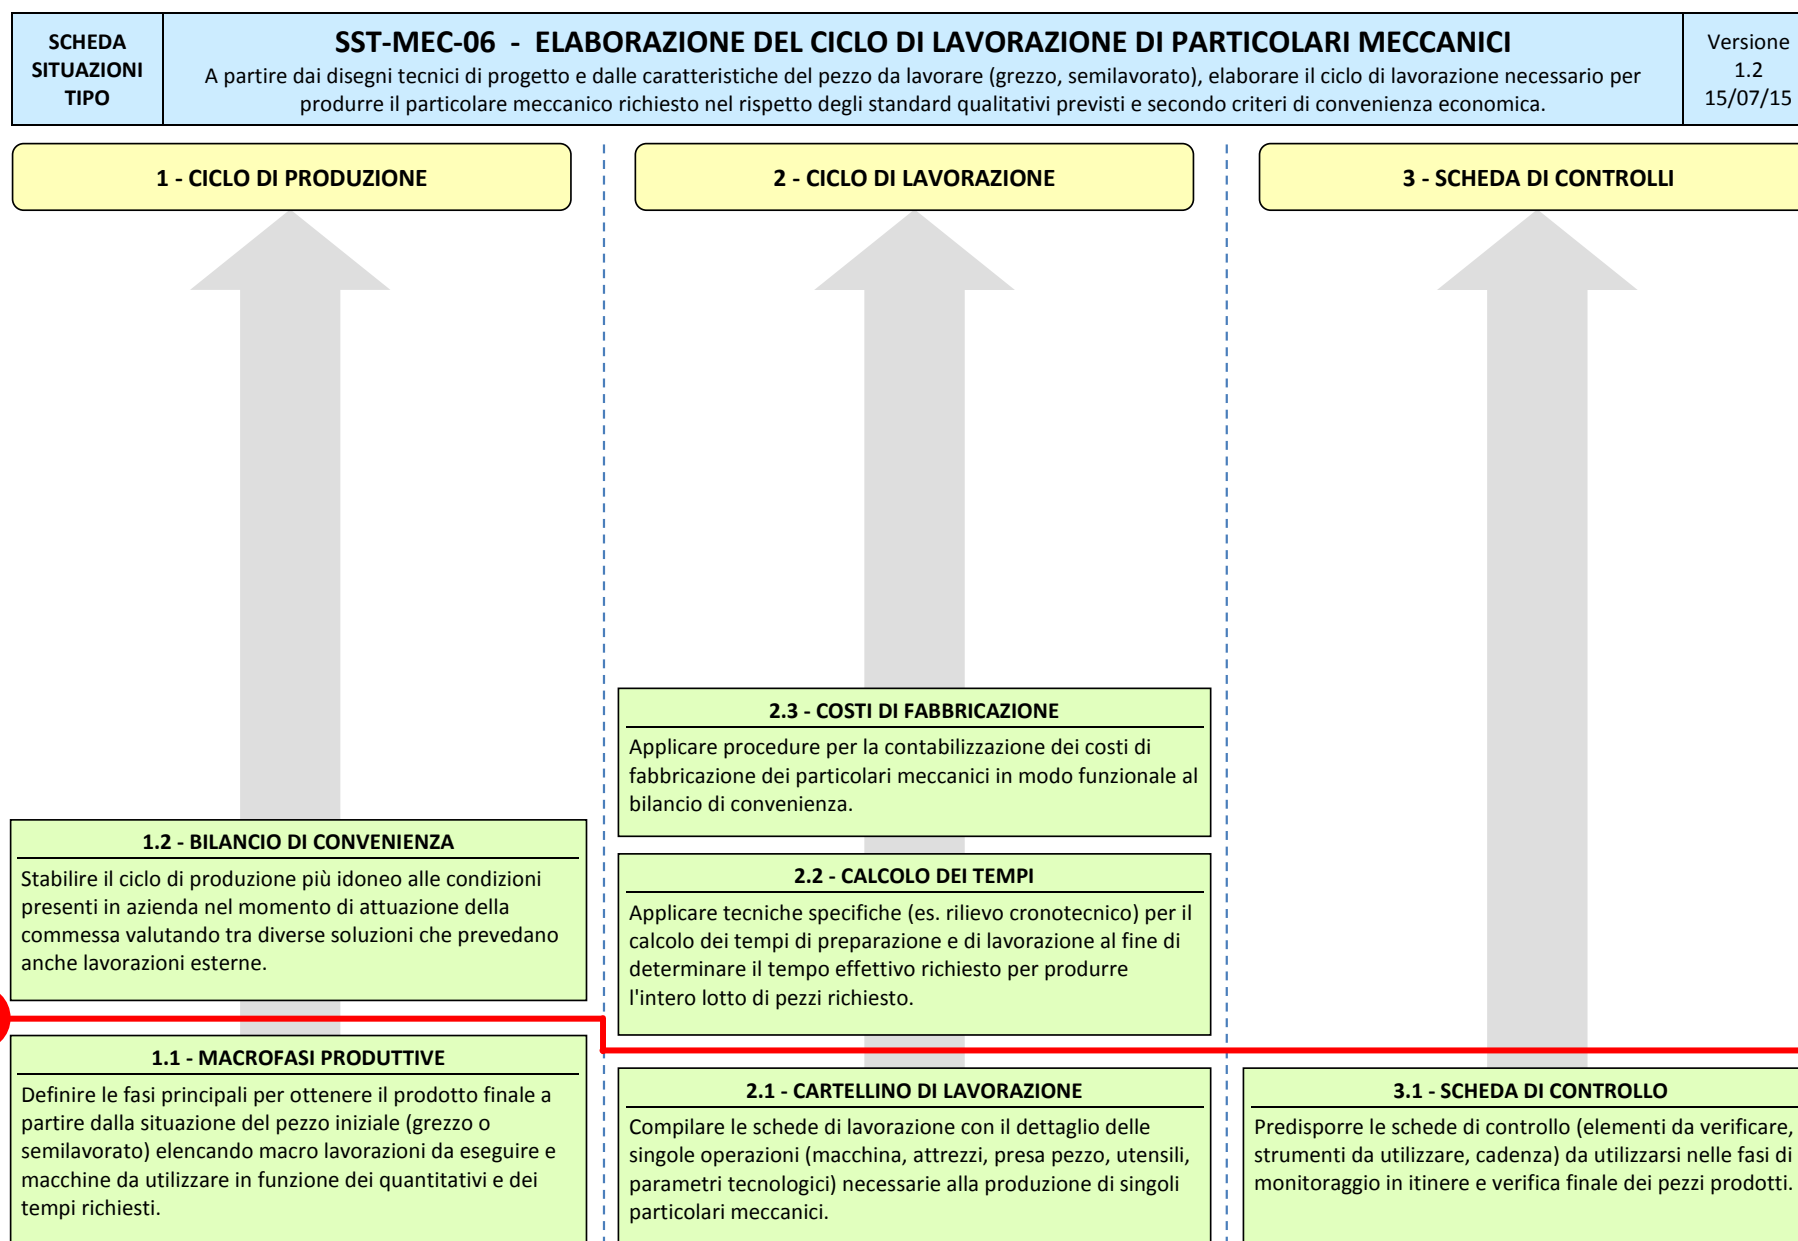 SCHEDA
SITUAZIONI
TIPO
SST-MEC-06 - ELABORAZIONE DEL CICLO DI LAVORAZIONE DI PARTICOLARI MECCANICI
A partire dai disegni tecnici di progetto e dalle caratteristiche del pezzo da lavorare (grezzo, semilavorato), elaborare il ciclo di lavorazione necessario per
produrre il particolare meccanico richiesto nel rispetto degli standard qualitativi previsti e secondo criteri di convenienza economica.
Versione
1.2
15/07/15
1 - CICLO DI PRODUZIONE
1.2 - BILANCIO DI CONVENIENZA
Stabilire il ciclo di produzione più idoneo alle condizioni
presenti in azienda nel momento di attuazione della
commessa valutando tra diverse soluzioni che prevedano
anche lavorazioni esterne.
1.1 - MACROFASI PRODUTTIVE
Definire le fasi principali per ottenere il prodotto finale a
partire dalla situazione del pezzo iniziale (grezzo o
semilavorato) elencando macro lavorazioni da eseguire e
macchine da utilizzare in funzione dei quantitativi e dei
tempi richiesti.
2 - CICLO DI LAVORAZIONE
2.3 - COSTI DI FABBRICAZIONE
Applicare procedure per la contabilizzazione dei costi di
fabbricazione dei particolari meccanici in modo funzionale al
bilancio di convenienza.
2.2 - CALCOLO DEI TEMPI
Applicare tecniche specifiche (es. rilievo cronotecnico) per il
calcolo dei tempi di preparazione e di lavorazione al fine di
determinare il tempo effettivo richiesto per produrre
l'intero lotto di pezzi richiesto.
2.1 - CARTELLINO DI LAVORAZIONE
Compilare le schede di lavorazione con il dettaglio delle
singole operazioni (macchina, attrezzi, presa pezzo, utensili,
parametri tecnologici) necessarie alla produzione di singoli
particolari meccanici.
3 - SCHEDA DI CONTROLLI
3.1 - SCHEDA DI CONTROLLO
Predisporre le schede di controllo (elementi da verificare,
strumenti da utilizzare, cadenza) da utilizzarsi nelle fasi di
monitoraggio in itinere e verifica finale dei pezzi prodotti.